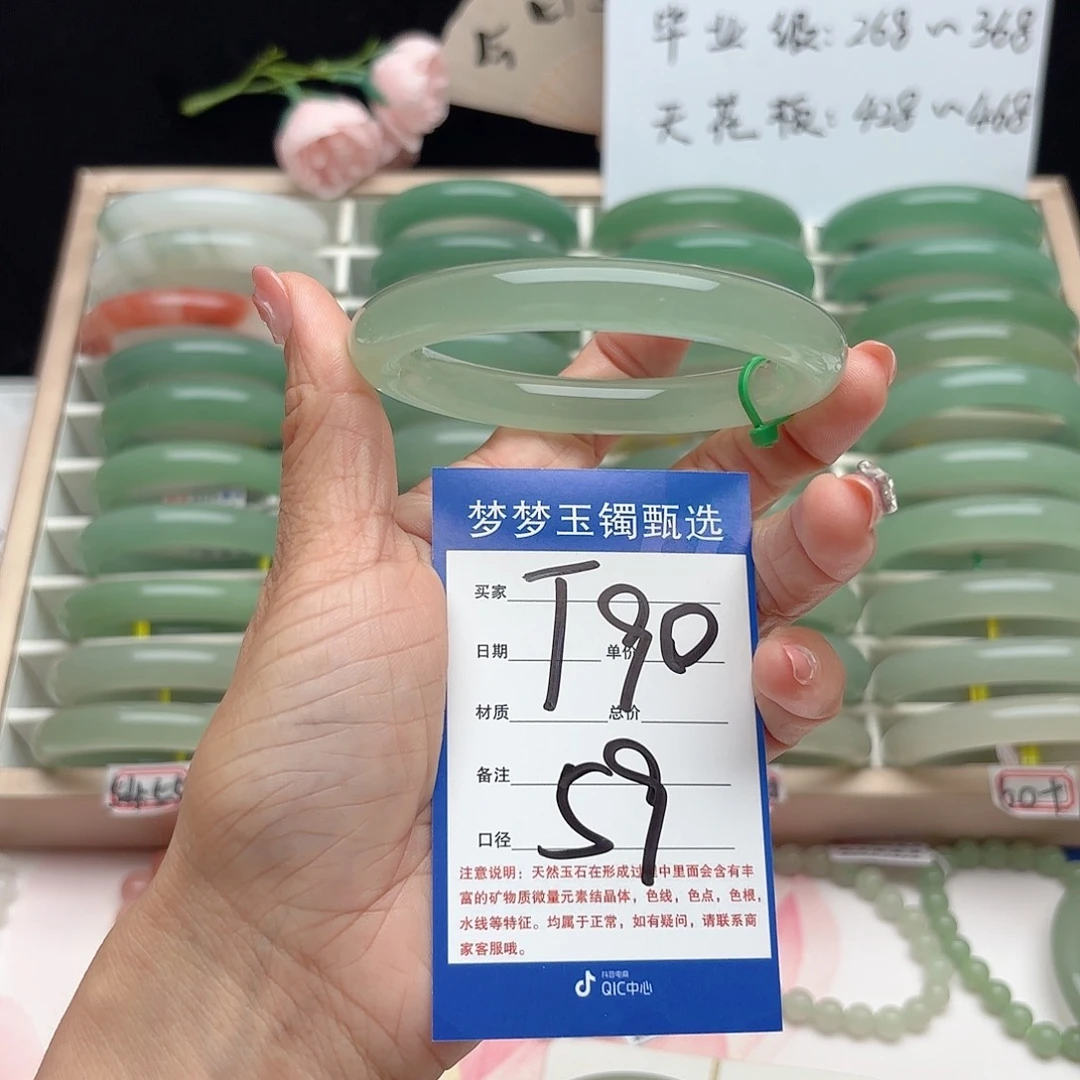 毕业级：268～368
天花板：428～468
梦梦玉镯甄选
买家 T90
日期 单价
材质 总价
备注
口径 59
注意说明：天然玉石在形成过程中里面会含有丰
富的矿物质微量元素结晶体，色线，色点，色根，
水线等特征。均属于正常，如有疑问，请联系商
家客服哦。
抖音电商
QIC中心